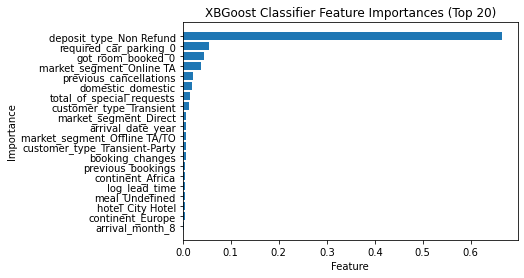 XBGoost Classifier Feature Importances (Top 20)
deposit_type_Non Refund
required_car_parking_0
got_room_booked_0
market_segment_Online TA
previous_cancellations
domestic_domestic
total_of_special_requests
customer_type_Transient
market_segment_Direct
arrival_date_year
market_segment_Offline TA/TO
customer_type_Transient-Party
booking_changes
previous_bookings
continent_Africa
log_lead_time
meal_Undefined
hotel_City Hotel
continent_Europe
arrival_month_8
Importance
0.0 0.1 0.2 0.3 0.4 0.5 0.6
Feature